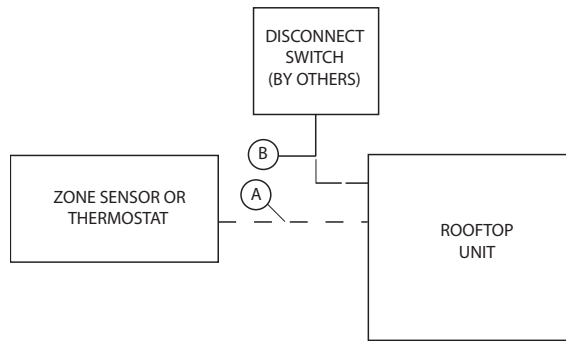 DISCONNECT
SWITCH
(BY OTHERS)
B
A
ZONE SENSOR OR
THERMOSTAT
ROOFTOP
UNIT